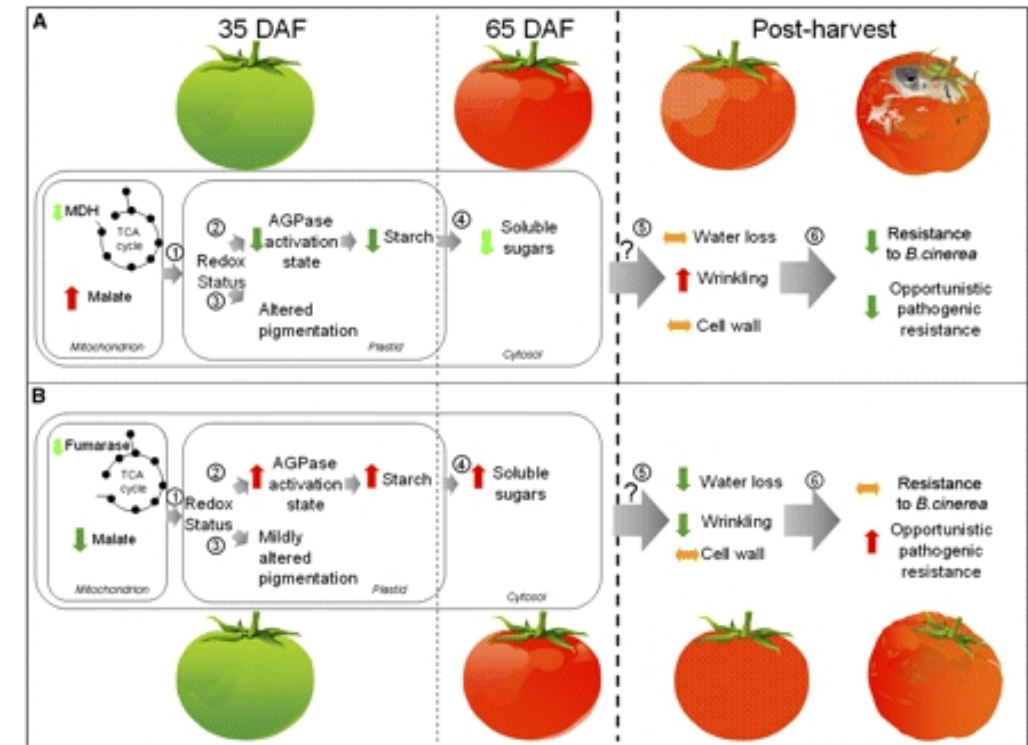 A
35 DAF
65 DAF
Post-harvest
MDH
TCA
cycle
Malate
Mitochondrion
①
②
Redox
Status
③
AGPase
activation
state
Starch
Altered
pigmentation
Plastid
④
Soluble
sugars
Cytosol
?
⑤
Water loss
Wrinkling
Cell wall
⑥
Resistance
to B.cinerea
Opportunistic
pathogenic
resistance
B
Fumarase
TCA
cycle
Malate
Mitochondrion
①
②
Redox
Status
③
AGPase
activation
state
Starch
Mildly
altered
pigmentation
Plastid
④
Soluble
sugars
Cytosol
?
⑤
Water loss
Wrinkling
Cell wall
⑥
Resistance
to B.cinerea
Opportunistic
pathogenic
resistance